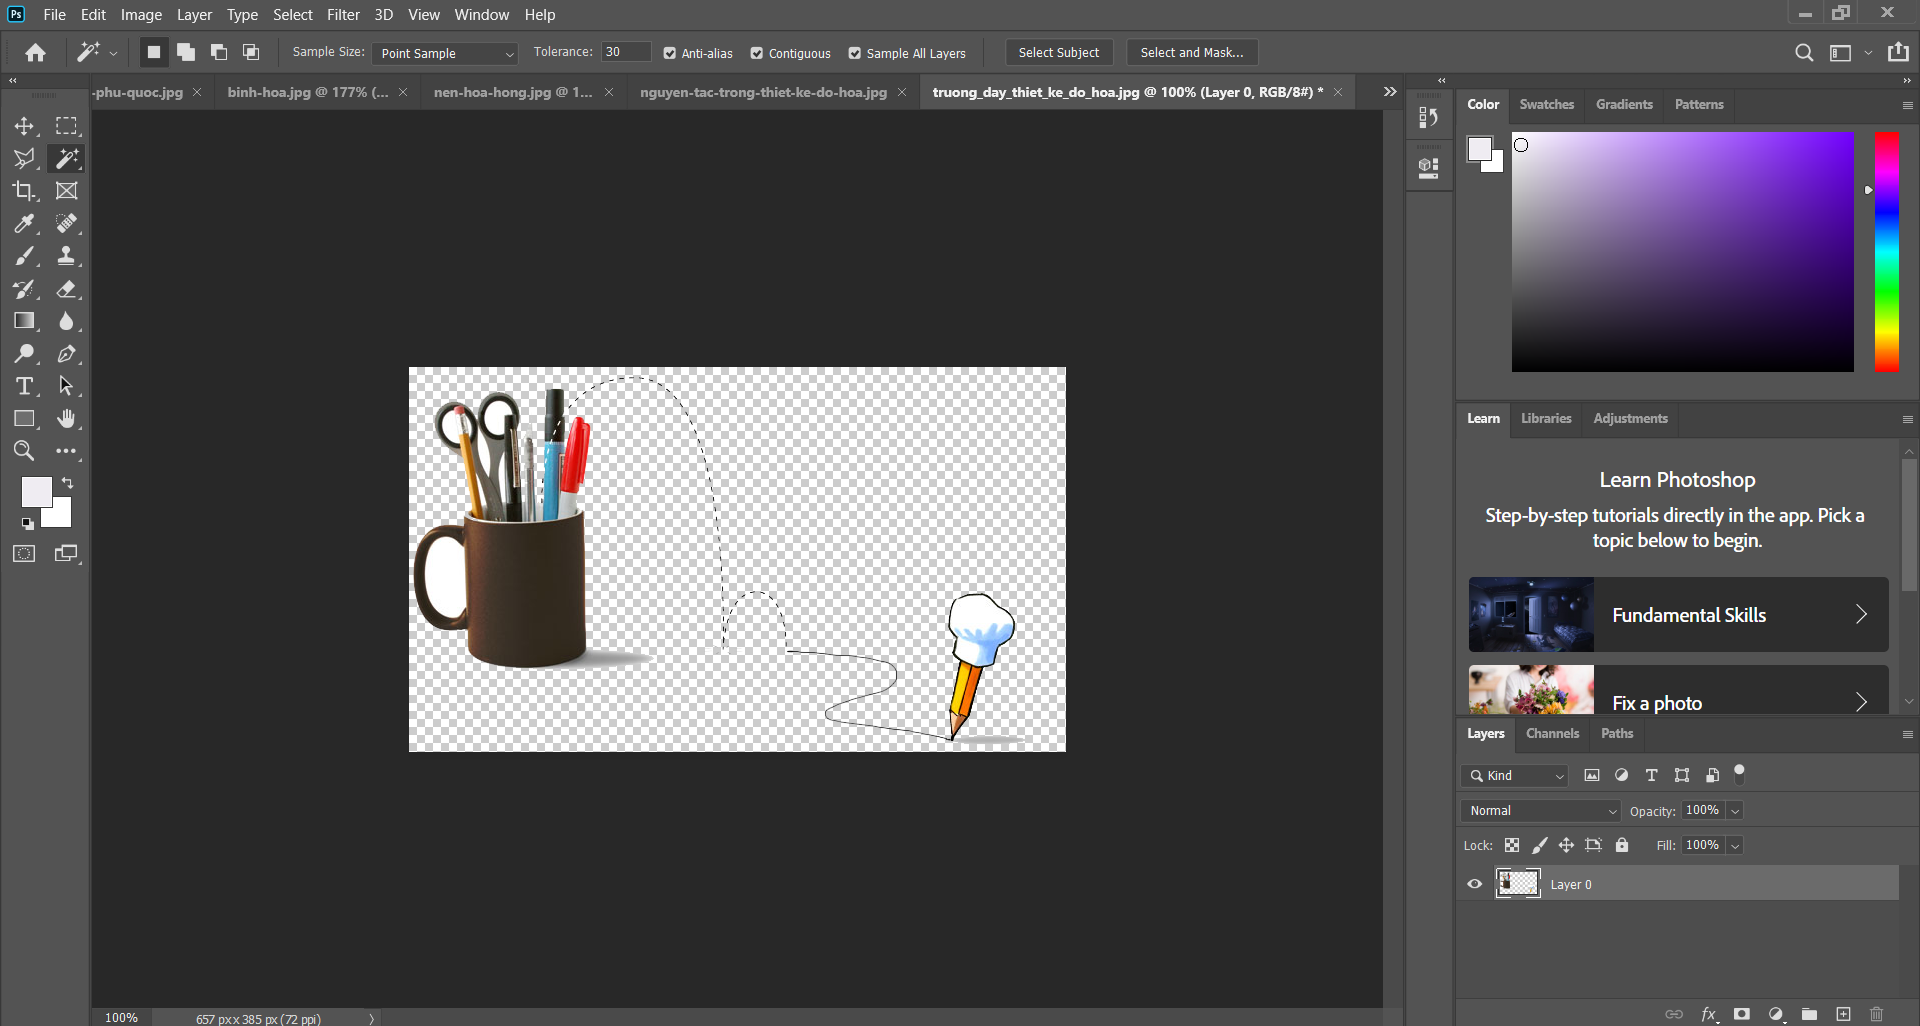 Ps File Edit Image Layer Type Select Filter 3D View Window Help
Sample Size: Point Sample Tolerance: 30 Anti-alias Contiguous Sample All Layers Select Subject Select and Mask...
-phu-quoc.jpg binh-hoa.jpg @ 177% (... nen-hoa-hong.jpg @ 1... nguyen-tac-trong-thiet-ke-do-hoa.jpg truong_day_thiet_ke_do_hoa.jpg @ 100% (Layer 0, RGB/8#) *
Color Swatches Gradients Patterns
Learn Libraries Adjustments
Learn Photoshop
Step-by-step tutorials directly in the app. Pick a
topic below to begin.
Fundamental Skills
Fix a photo
Layers Channels Paths
Kind
Normal Opacity: 100%
Lock: Fill: 100%
Layer 0
fx
100% 657 px x 385 px (72 ppi)